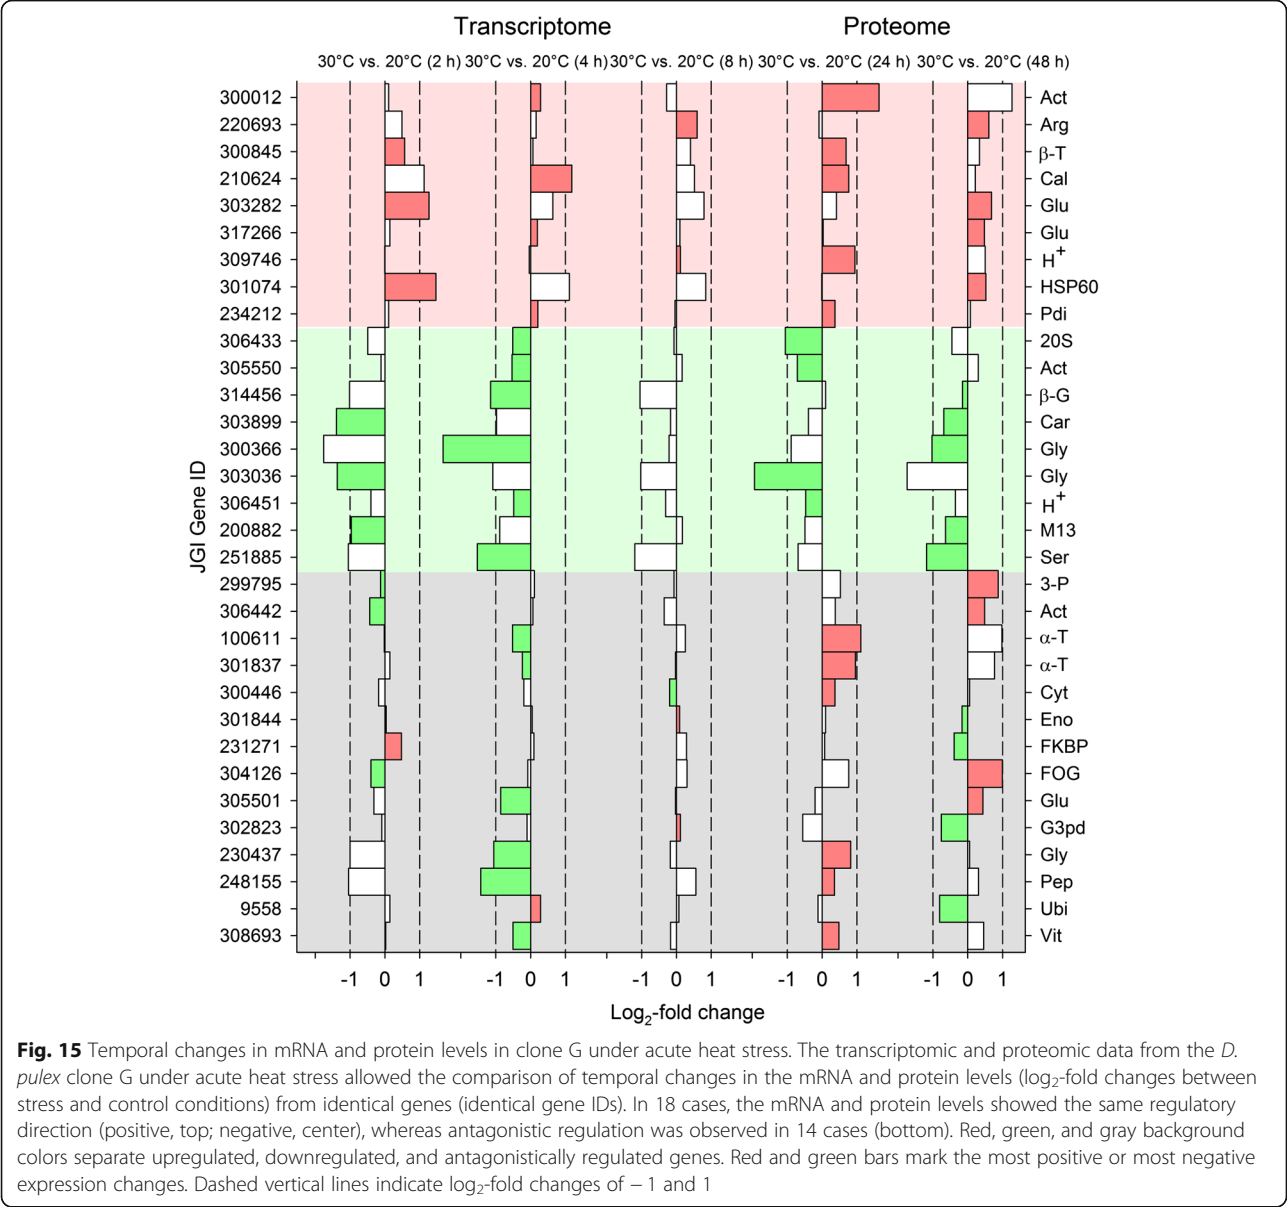 Transcriptome Proteome
30°C vs. 20°C (2 h) 30°C vs. 20°C (4 h) 30°C vs. 20°C (8 h) 30°C vs. 20°C (24 h) 30°C vs. 20°C (48 h)
300012 Act
220693 Arg
300845 β-T
210624 Cal
303282 Glu
317266 Glu
309746 H+
301074 HSP60
234212 Pdi
306433 20S
305550 Act
314456 β-G
303899 Car
300366 Gly
303036 Gly
306451 H+
200882 M13
251885 Ser
299795 3-P
306442 Act
100611 α-T
301837 α-T
300446 Cyt
301844 Eno
231271 FKBP
304126 FOG
305501 Glu
302823 G3pd
230437 Gly
248155 Pep
9558 Ubi
308693 Vit
JGI Gene ID
-1 0 1 -1 0 1 -1 0 1 -1 0 1 -1 0 1
Log2-fold change
Fig. 15 Temporal changes in mRNA and protein levels in clone G under acute heat stress. The transcriptomic and proteomic data from the D.
pulex clone G under acute heat stress allowed the comparison of temporal changes in the mRNA and protein levels (log2-fold changes between
stress and control conditions) from identical genes (identical gene IDs). In 18 cases, the mRNA and protein levels showed the same regulatory
direction (positive, top; negative, center), whereas antagonistic regulation was observed in 14 cases (bottom). Red, green, and gray background
colors separate upregulated, downregulated, and antagonistically regulated genes. Red and green bars mark the most positive or most negative
expression changes. Dashed vertical lines indicate log2-fold changes of − 1 and 1